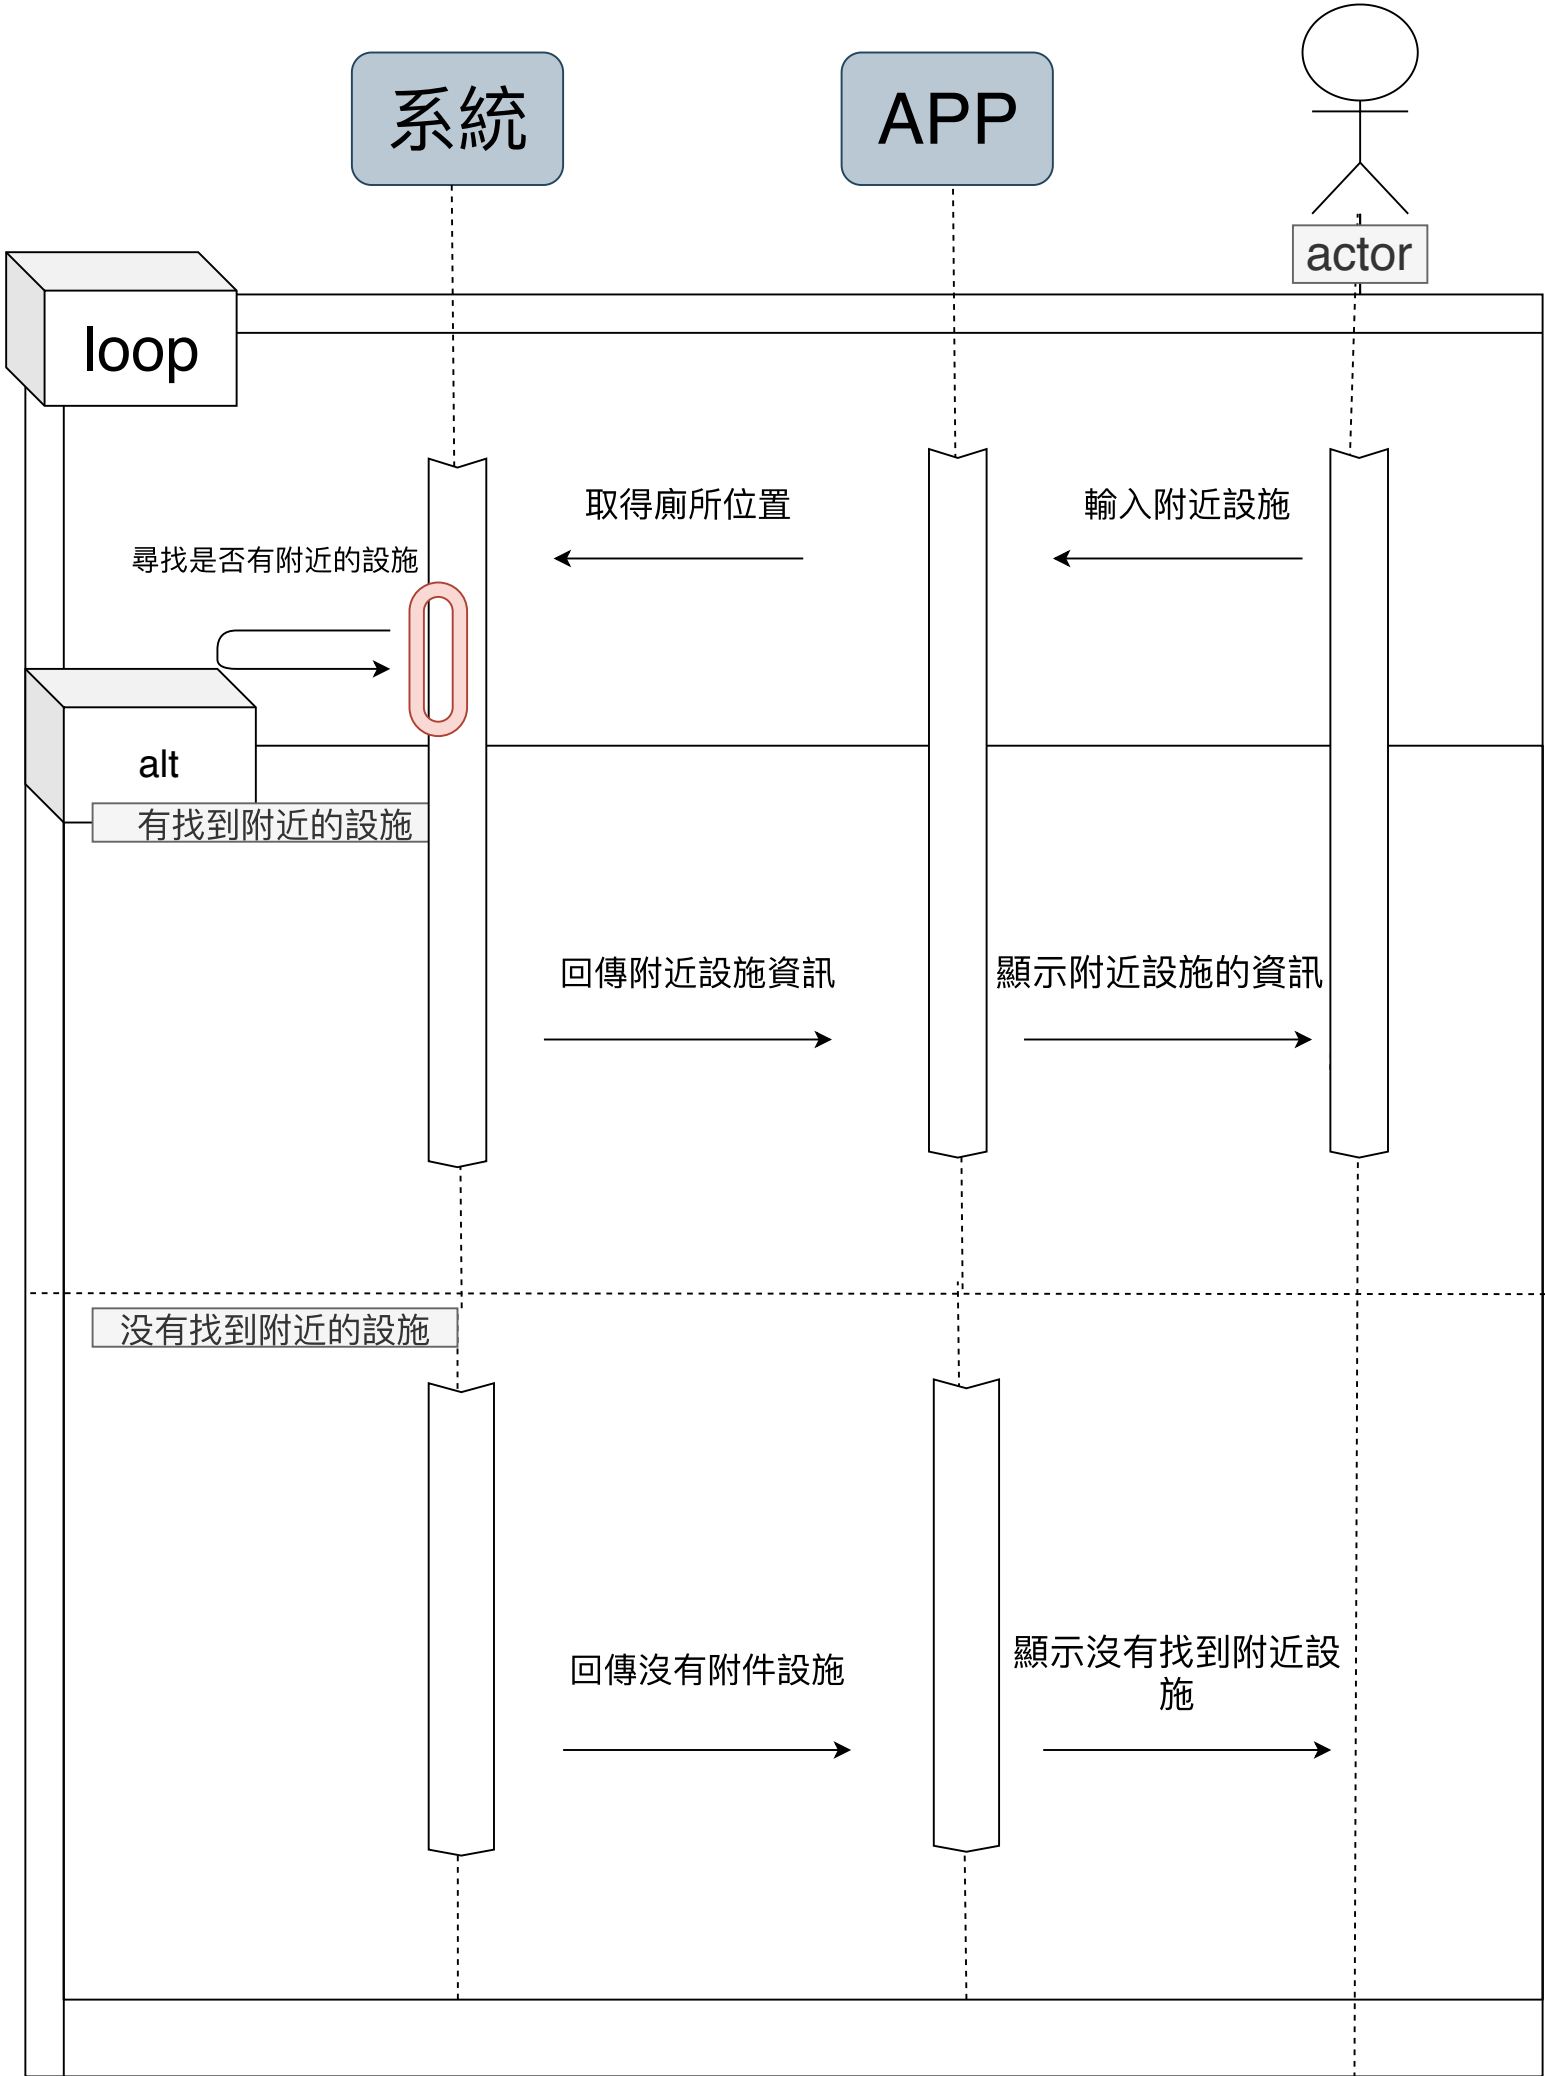 系統
APP
actor
loop
取得廁所位置
輸入附近設施
尋找是否有附近的設施
alt
有找到附近的設施
回傳附近設施資訊
顯示附近設施的資訊
没有找到附近的設施
回傳沒有附件設施
顯示沒有找到附近設
施